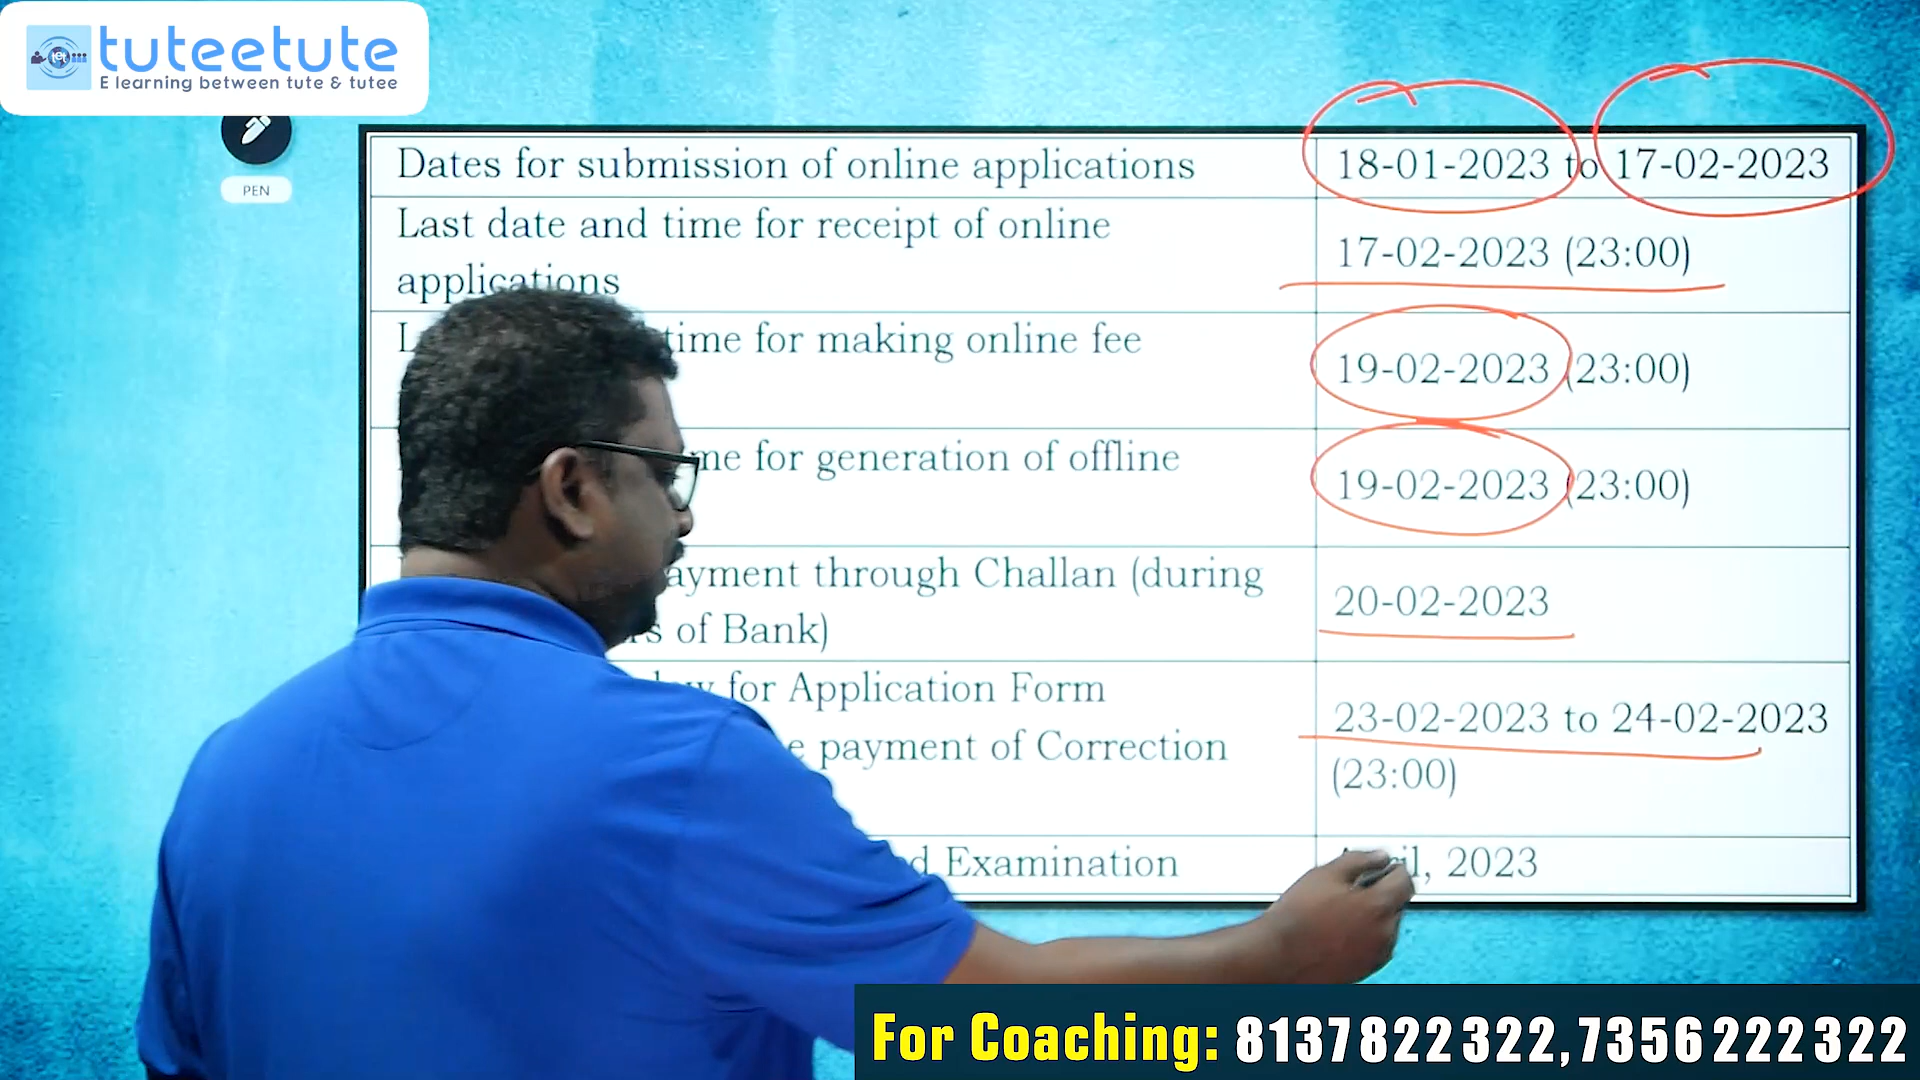 tuteetute
E learning between tute & tutee
PEN
Dates for submission of online applications
18-01-2023 to 17-02-2023
Last date and time for receipt of online
applications
17-02-2023 (23:00)
time for making online fee
19-02-2023 (23:00)
for generation of offline
19-02-2023 (23:00)
through Challan (during
of Bank)
20-02-2023
for Application Form
payment of Correction
23-02-2023 to 24-02-2023
(23:00)
Examination
2023
For Coaching: 8137822322,7356222322